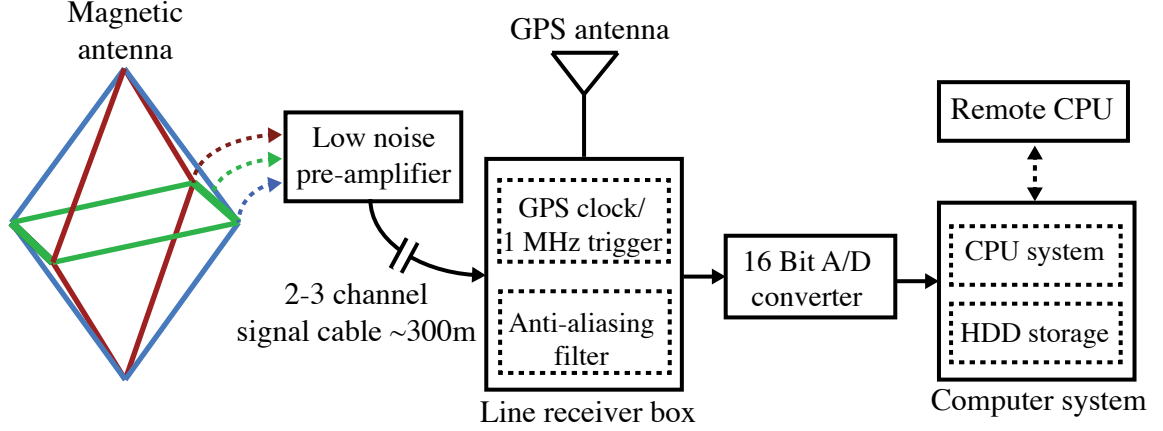 Magnetic
antenna
Low noise
pre-amplifier
2-3 channel
signal cable ~300m
GPS antenna
GPS clock/
1 MHz trigger
Anti-aliasing
filter
Line receiver box
16 Bit A/D
converter
Remote CPU
CPU system
HDD storage
Computer system